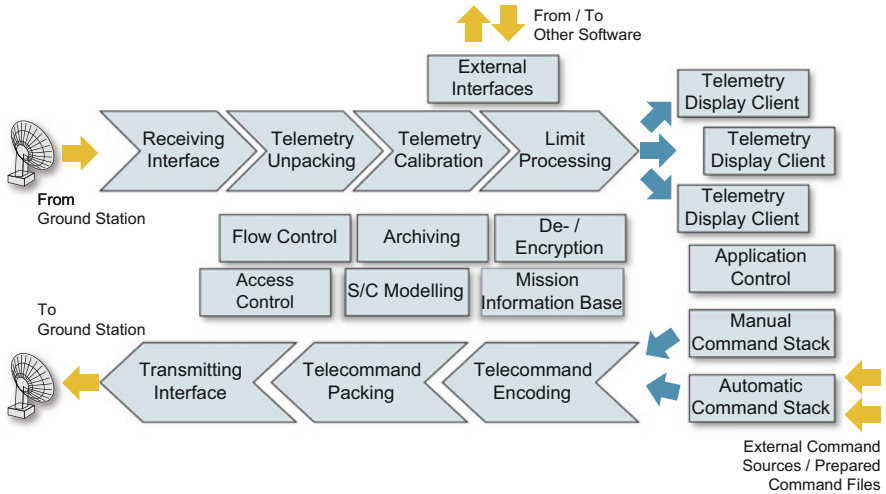 From / To
Other Software
External
Interfaces
Telemetry
Display Client
Receiving
Interface
Telemetry
Unpacking
Telemetry
Calibration
Limit
Processing
Telemetry
Display Client
Telemetry
Display Client
From
Ground Station
Flow Control
Archiving
De- /
Encryption
Application
Control
Access
Control
S/C Modelling
Mission
Information Base
To
Ground Station
Manual
Command Stack
Transmitting
Interface
Telecommand
Packing
Telecommand
Encoding
Automatic
Command Stack
External Command
Sources / Prepared
Command Files